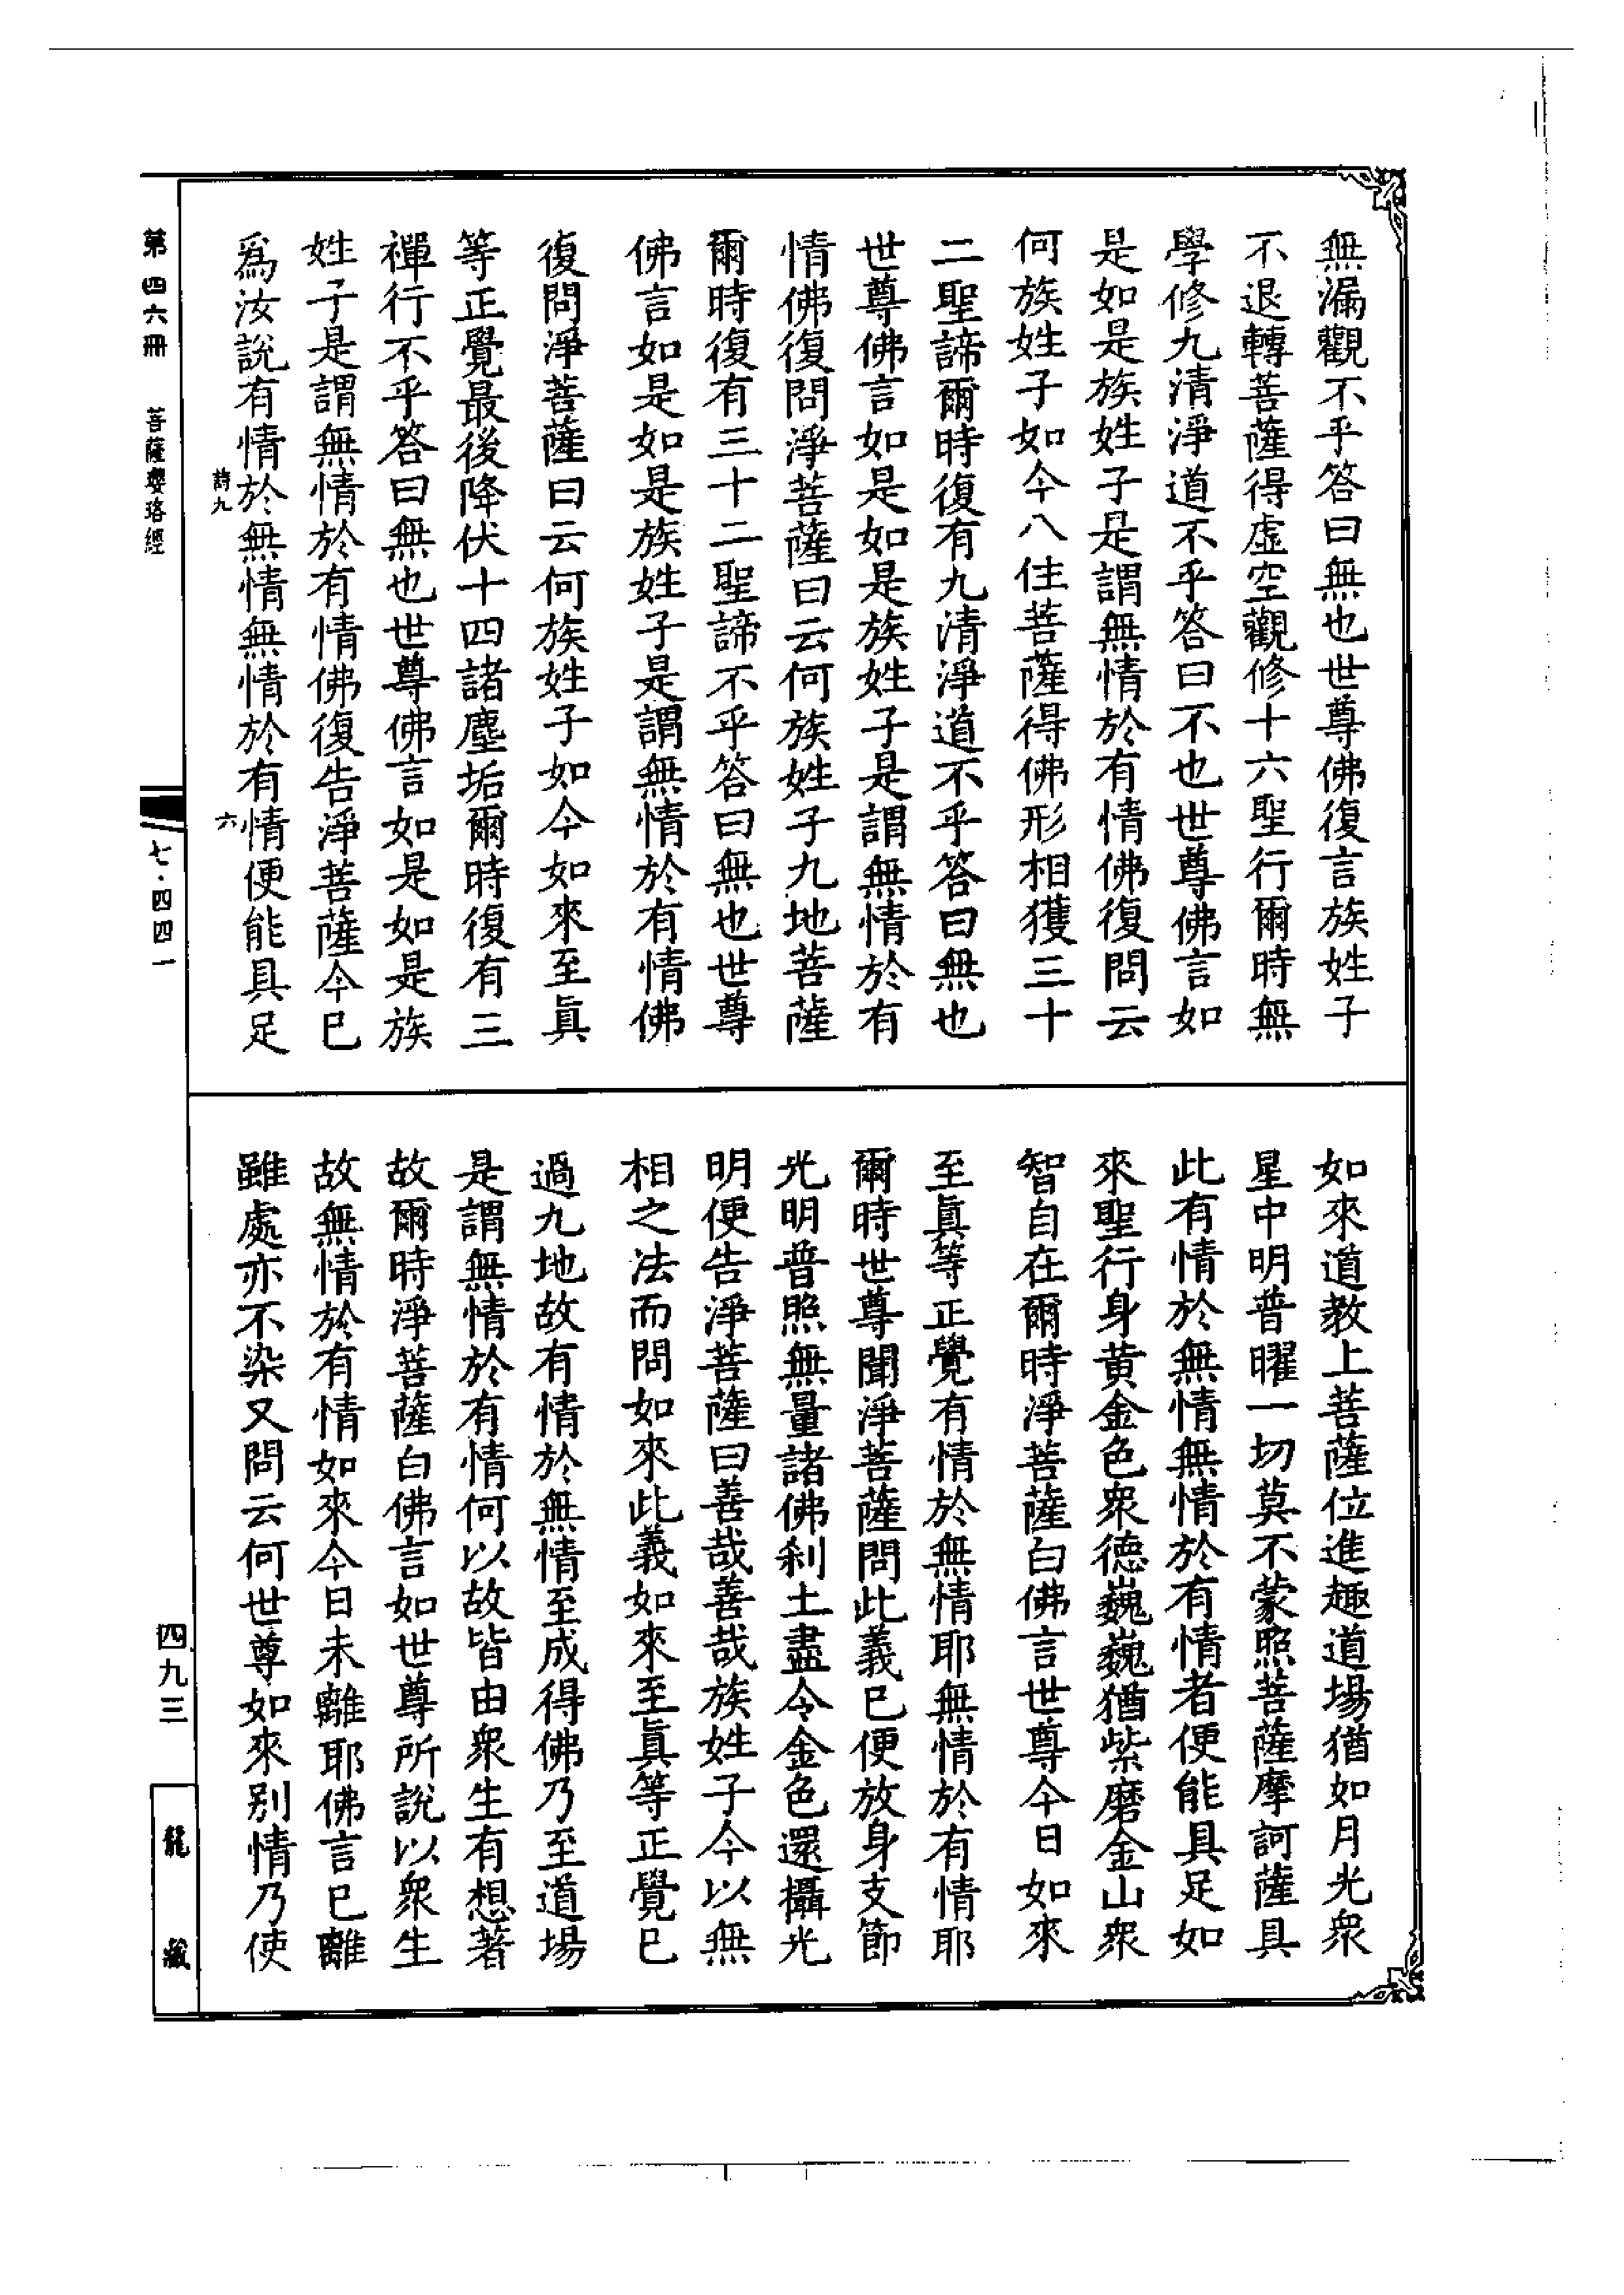 無漏觀不乎答曰無也世尊佛復言族姓子
不退轉菩薩得虛空觀修十六聖行爾時無
學修九清淨道不乎答曰不也世尊佛言如
是如是族姓子是謂無情於有情佛復問云
何族姓子如今八住菩薩得佛形相獲三十
二聖諦爾時復有九清淨道不乎答曰無也
世尊佛言如是如是族姓子是謂無情於有
情佛復問淨菩薩曰云何族姓子九地菩薩
爾時復有三十二聖諦不乎答曰無也世尊
佛言如是如是族姓子是謂無情於有情佛
復問淨菩薩曰云何族姓子如今如來至眞
等正覺最後降伏十四諸塵垢爾時復有三
禪行不乎答曰無也世尊佛言如是如是族
姓子是謂無情於有情佛復告淨菩薩今已
爲汝說有情於無情無情於有情便能具足
如來道教上菩薩位進趣道場猶如月光衆
星中明普曜一切莫不蒙照菩薩摩訶薩具
此有情於無情無情於有情者便能具足如
來聖行身黃金色衆德巍巍猶紫磨金山衆
智自在爾時淨菩薩白佛言世尊今日如來
至眞等正覺有情於無情耶無情於有情耶
爾時世尊聞淨菩薩問此義已便放身支節
光明普照無量諸佛刹土盡令金色還攝光
明便告淨菩薩曰善哉善哉族姓子今以無
相之法而問如來此義如來至眞等正覺已
過九地故有情於無情至成得佛乃至道場
是謂無情於有情何以故皆由衆生有想著
故爾時淨菩薩白佛言如世尊所說以衆生
故無情於有情如來今日未離耶佛言已離
雖處亦不染又問云何世尊如來別情乃使
詩九
六
第四六冊 菩薩瓔珞經
七·四四一
四九三
龍藏